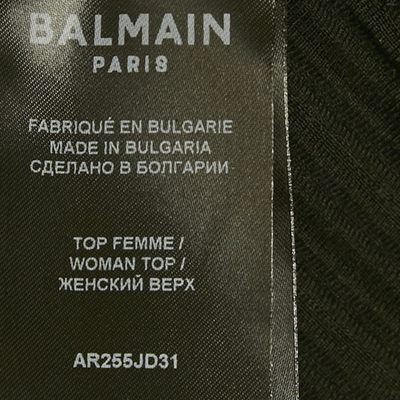 BALMAIN
PARIS
FABRIQUÉ EN BULGARIE
MADE IN BULGARIA
СДЕЛАНО В БОЛГАРИИ
TOP FEMME /
WOMAN TOP /
ЖЕНСКИЙ ВЕРХ
AR255JD31